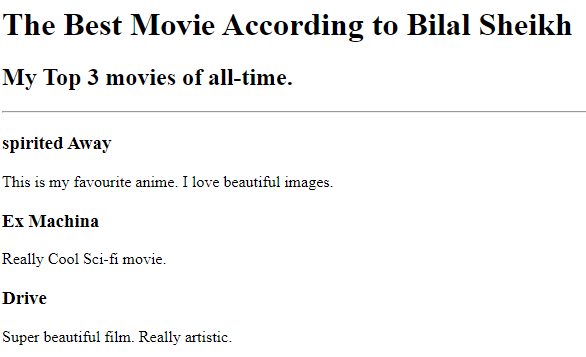 The Best Movie According to Bilal Sheikh
My Top 3 movies of all-time.
spirited Away
This is my favourite anime. I love beautiful images.
Ex Machina
Really Cool Sci-fi movie.
Drive
Super beautiful film. Really artistic.